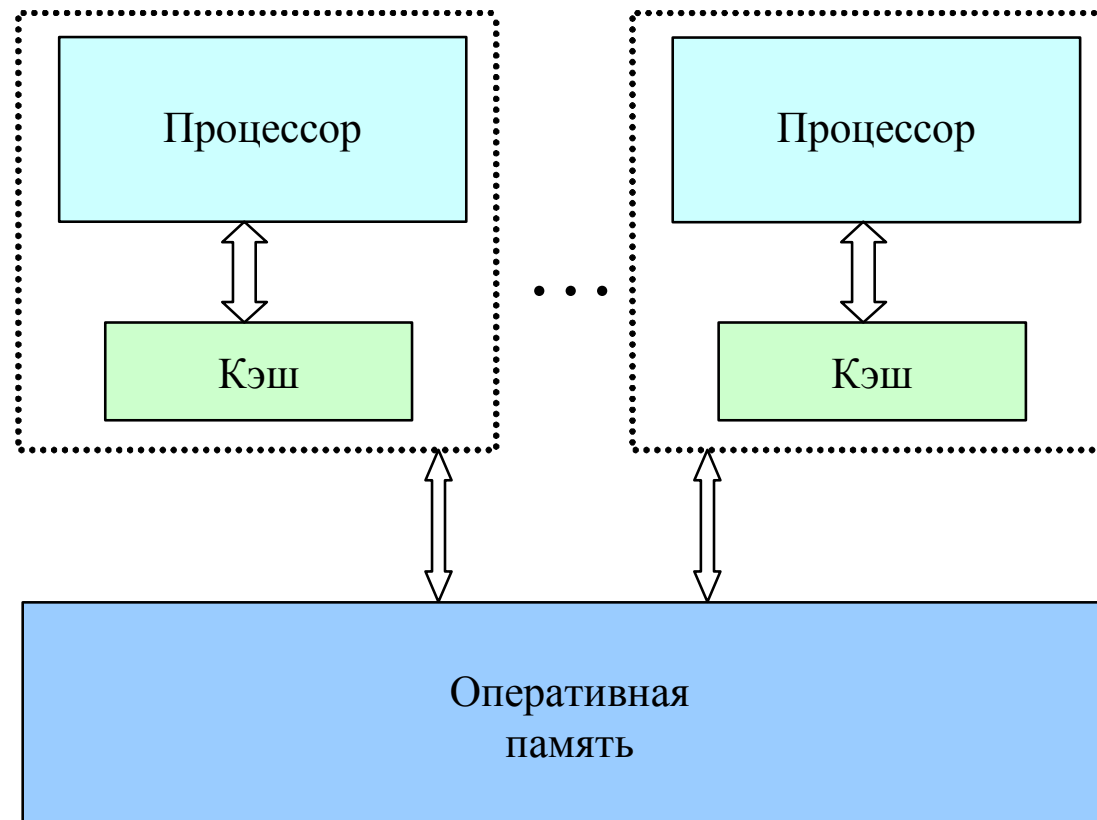 Процессор
Процессор
. . .
Кэш
Кэш
Оперативная
память